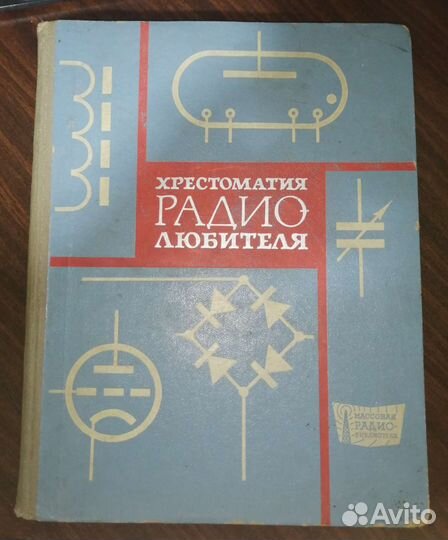 ХРЕСТОМАТИЯ
РАДИО-
ЛЮБИТЕЛЯ
МАССОВАЯ
РАДИО-
БИБЛИОТЕКА
Avito